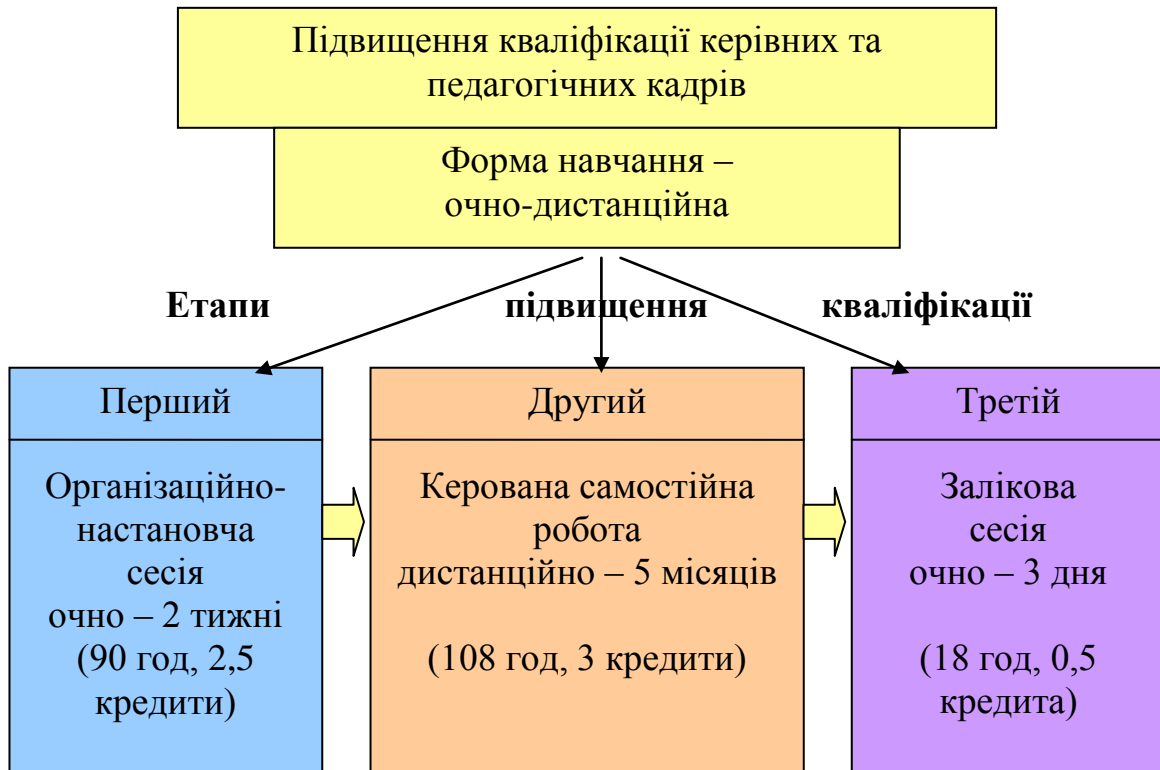 Підвищення кваліфікації керівних та
педагогічних кадрів
Форма навчання –
очно-дистанційна
Етапи підвищення кваліфікації
Перший
Організаційно-
настановча
сесія
очно – 2 тижні
(90 год, 2,5
кредити)
Другий
Керована самостійна
робота
дистанційно – 5 місяців
(108 год, 3 кредити)
Третій
Залікова
сесія
очно – 3 дня
(18 год, 0,5
кредита)